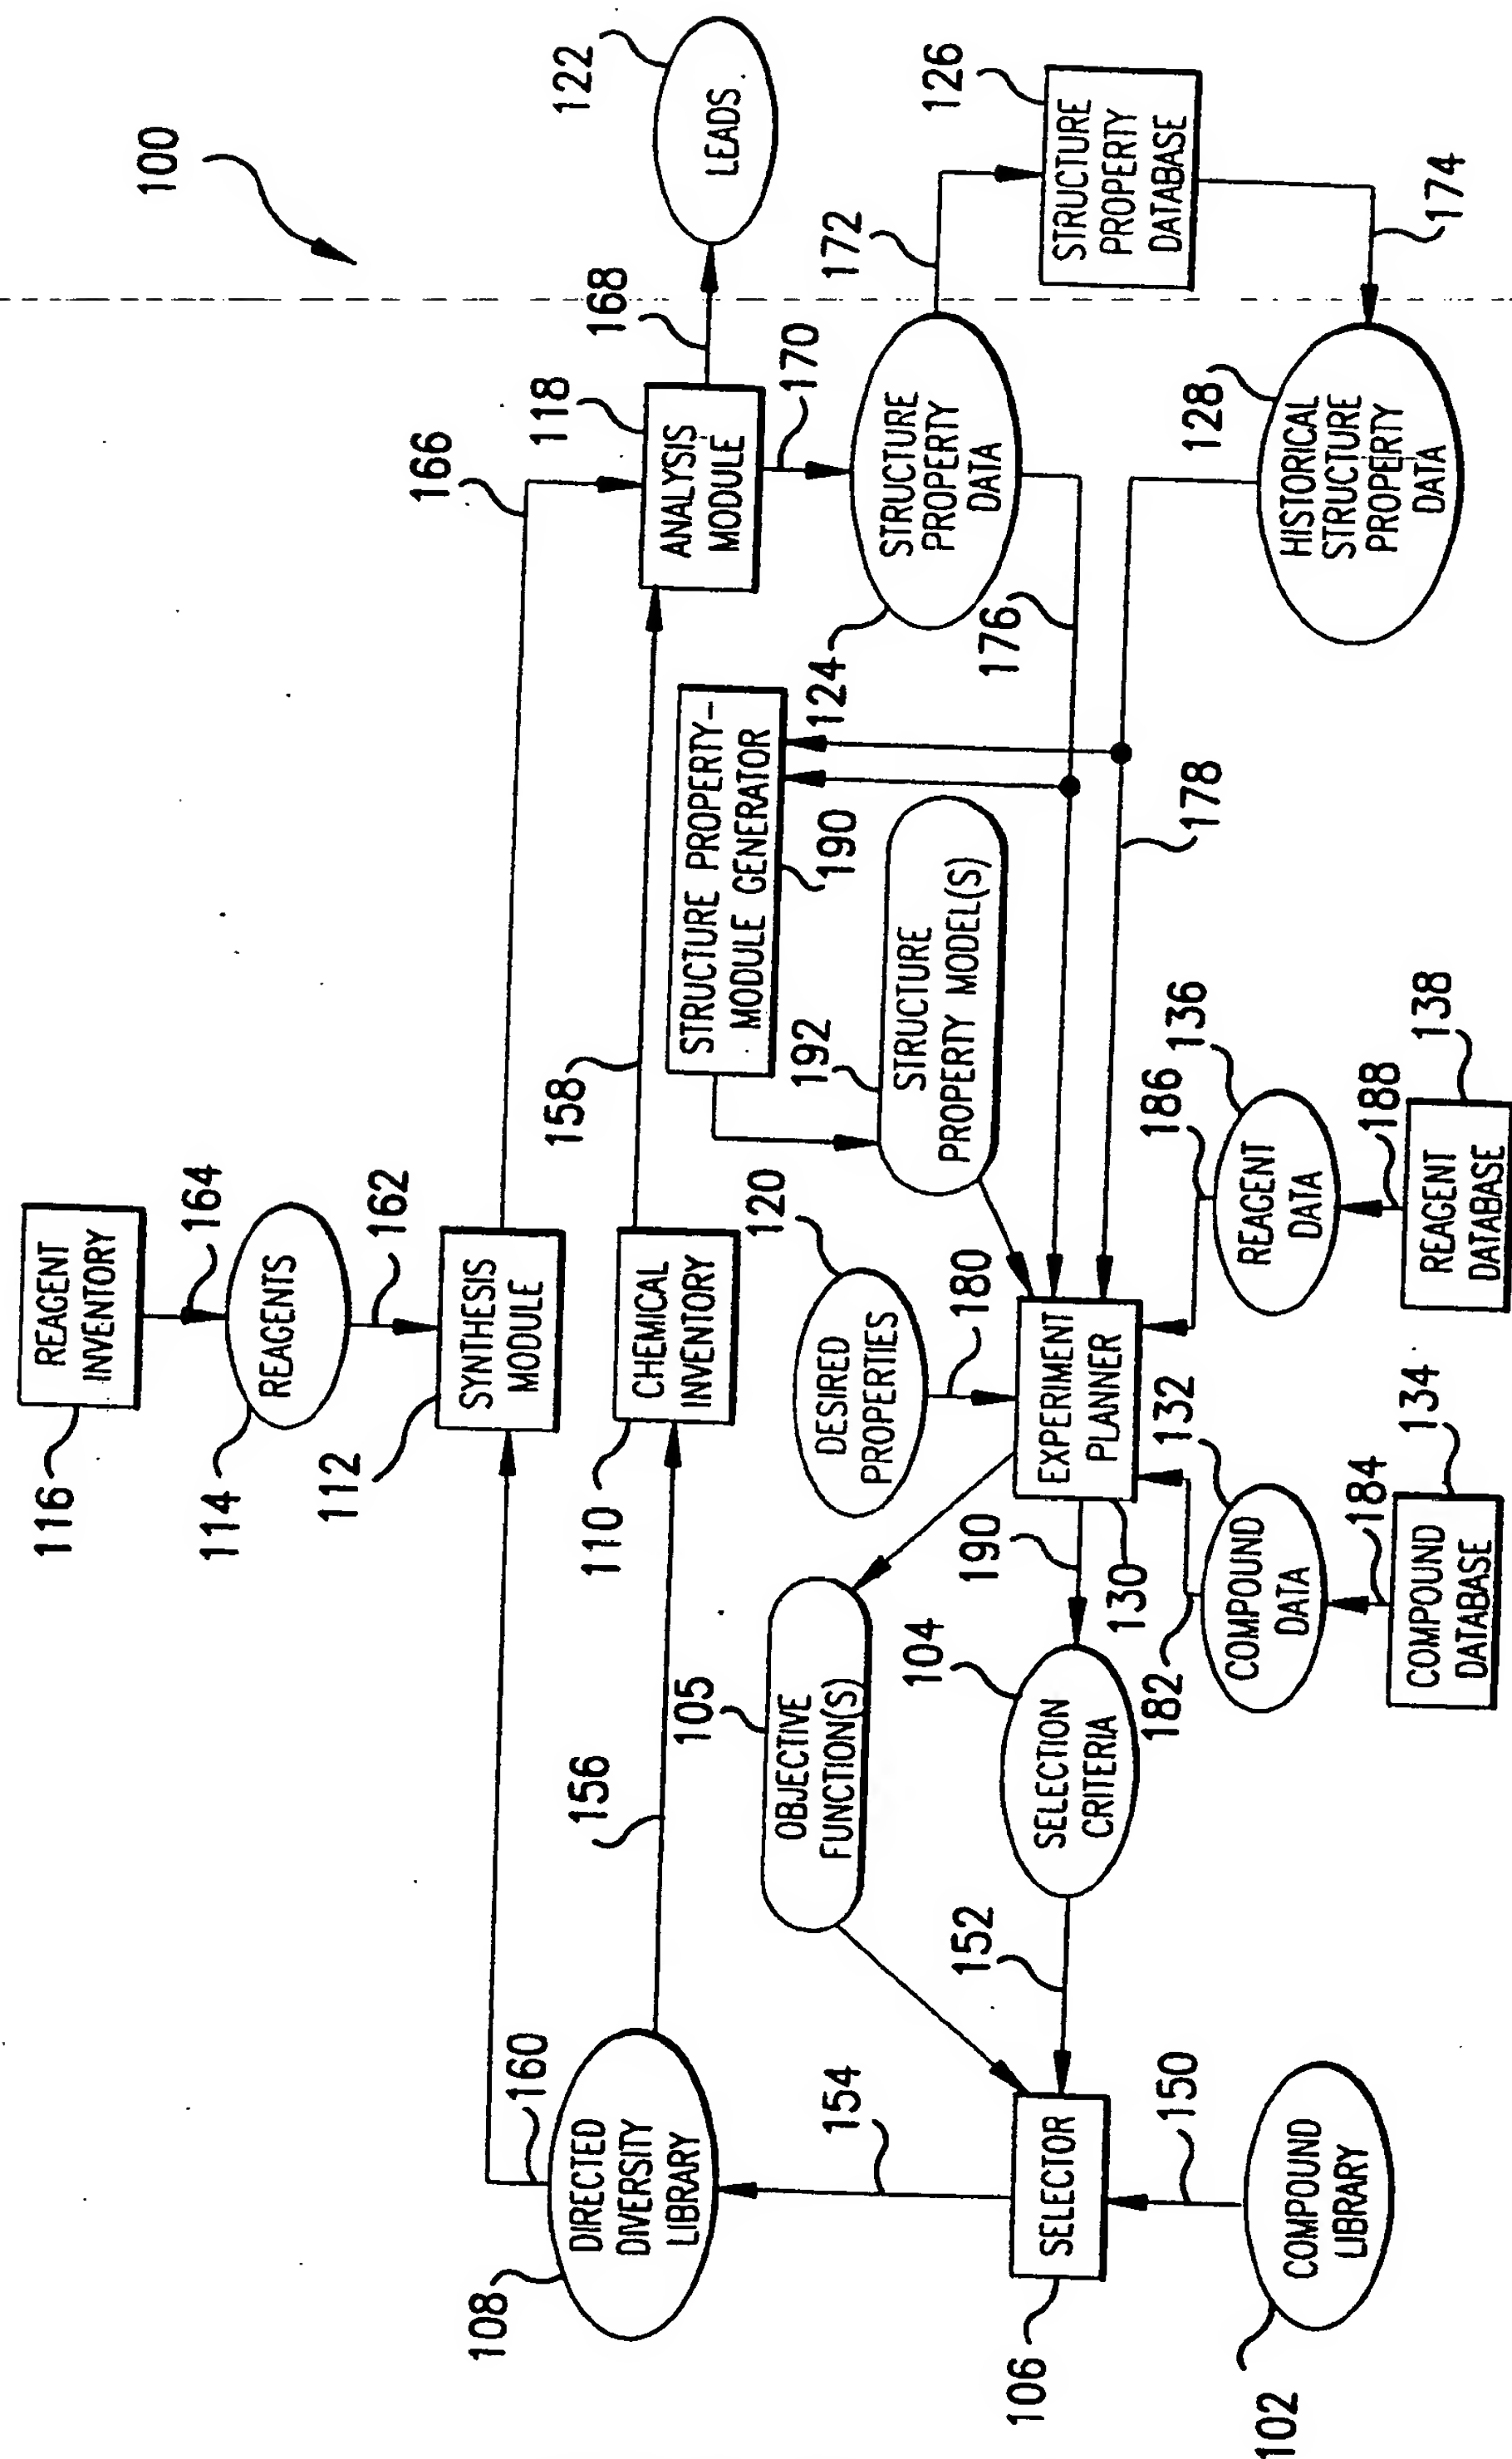 100
116
REAGENT
INVENTORY
164
114
REAGENTS
162
112
SYNTHESIS
MODULE
166
118
ANALYSIS
MODULE
168
122
LEADS
110
CHEMICAL
INVENTORY
158
156
160
108
DIRECTED
DIVERSITY
LIBRARY
STRUCTURE PROPERTY-
MODULE GENERATOR
190
170
124
STRUCTURE
PROPERTY
DATA
172
126
STRUCTURE
PROPERTY
DATABASE
174
128
HISTORICAL
STRUCTURE
PROPERTY
DATA
176
178
192
STRUCTURE
PROPERTY MODEL(S)
120
DESIRED
PROPERTIES
180
105
OBJECTIVE
FUNCTION(S)
EXPERIMENT
PLANNER
130
190
104
SELECTION
CRITERIA
152
154
SELECTOR
106
150
COMPOUND
LIBRARY
102
182
132
COMPOUND
DATA
184
134
COMPOUND
DATABASE
186
136
REAGENT
DATA
188
138
REAGENT
DATABASE